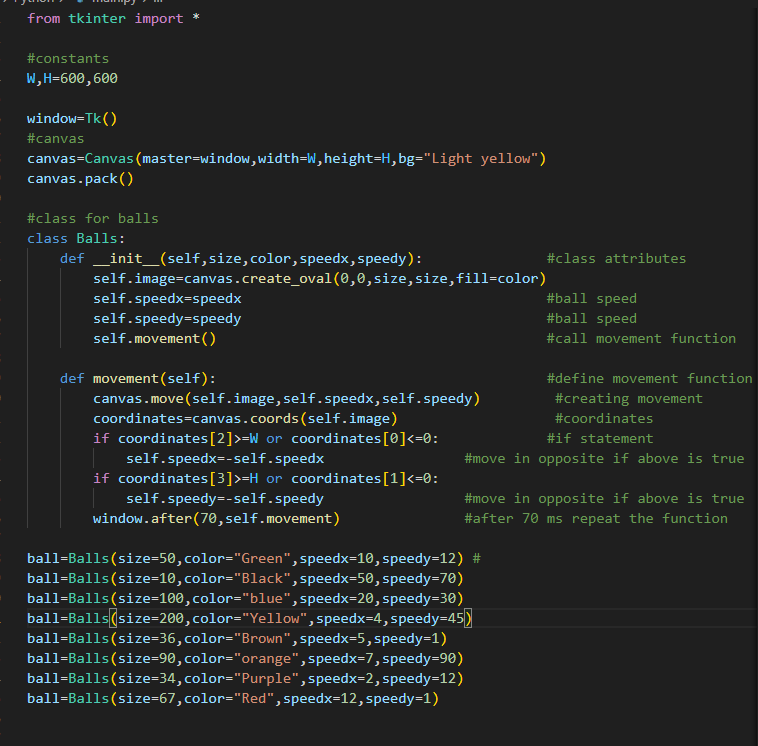 from tkinter import *
#constants
W,H=600,600
window=Tk()
#canvas
canvas=Canvas(master=window,width=W,height=H,bg="Light yellow")
canvas.pack()
#class for balls
class Balls:
def __init__(self,size,color,speedx,speedy): #class attributes
self.image=canvas.create_oval(0,0,size,size,fill=color)
self.speedx=speedx #ball speed
self.speedy=speedy #ball speed
self.movement() #call movement function
def movement(self): #define movement function
canvas.move(self.image,self.speedx,self.speedy) #creating movement
coordinates=canvas.coords(self.image) #coordinates
if coordinates[2]>=W or coordinates[0]<=0: #if statement
self.speedx=-self.speedx #move in opposite if above is true
if coordinates[3]>=H or coordinates[1]<=0:
self.speedy=-self.speedy #move in opposite if above is true
window.after(70,self.movement) #after 70 ms repeat the function
ball=Balls(size=50,color="Green",speedx=10,speedy=12) #
ball=Balls(size=10,color="Black",speedx=50,speedy=70)
ball=Balls(size=100,color="blue",speedx=20,speedy=30)
ball=Balls(size=200,color="Yellow",speedx=4,speedy=45)
ball=Balls(size=36,color="Brown",speedx=5,speedy=1)
ball=Balls(size=90,color="orange",speedx=7,speedy=90)
ball=Balls(size=34,color="Purple",speedx=2,speedy=12)
ball=Balls(size=67,color="Red",speedx=12,speedy=1)